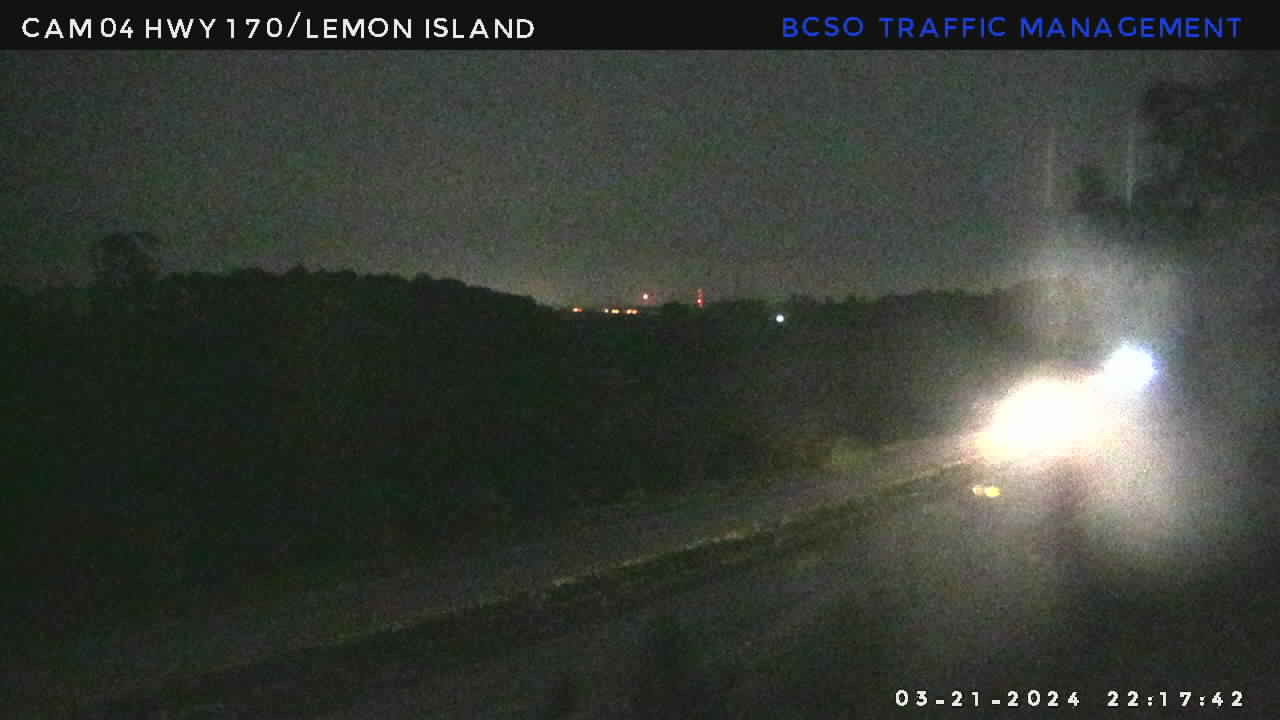 CAM04 HWY 170/LEMON ISLAND
BCSO TRAFFIC MANAGEMENT
03-21-2024 22:17:42